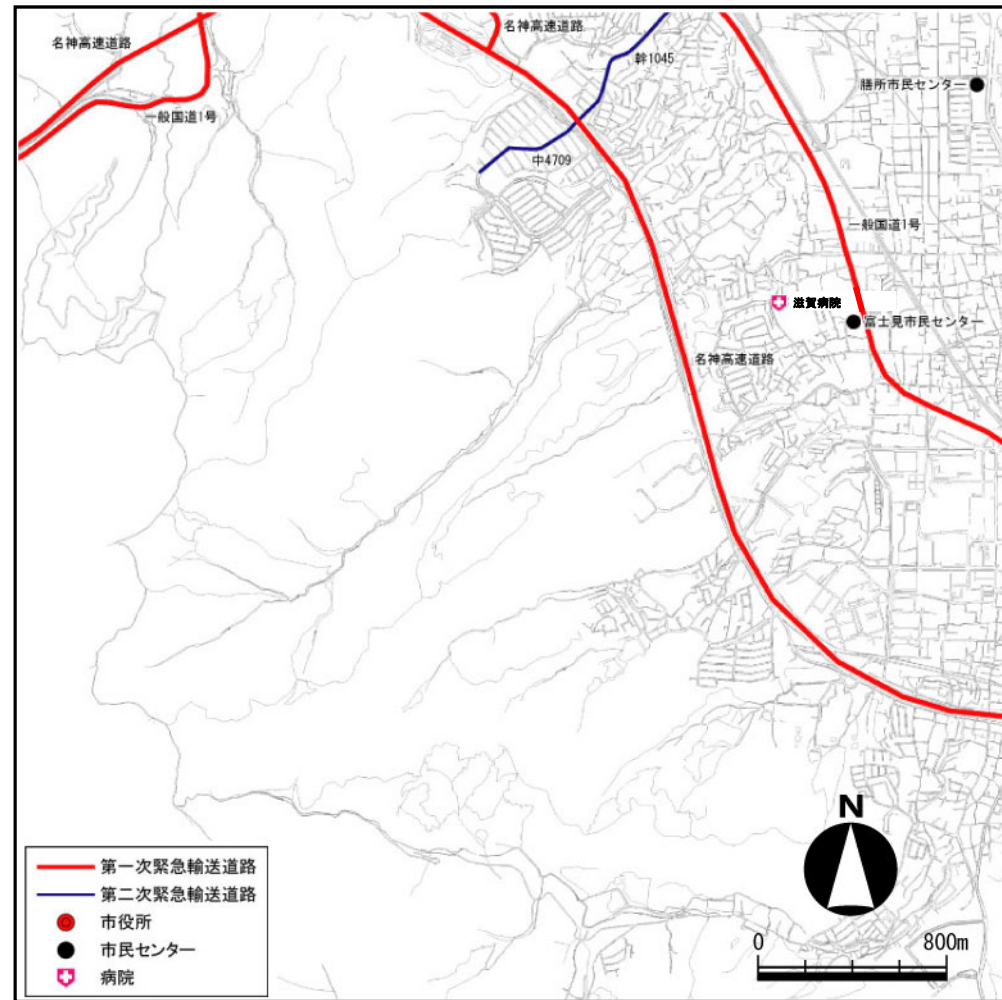 名神高速道路
名神高速道路
幹1045
膳所市民センター
一般国道1号
中4709
一般国道1号
滋賀病院
富士見市民センター
名神高速道路
N
0 800m
第一次緊急輸送道路
第二次緊急輸送道路
市役所
市民センター
病院